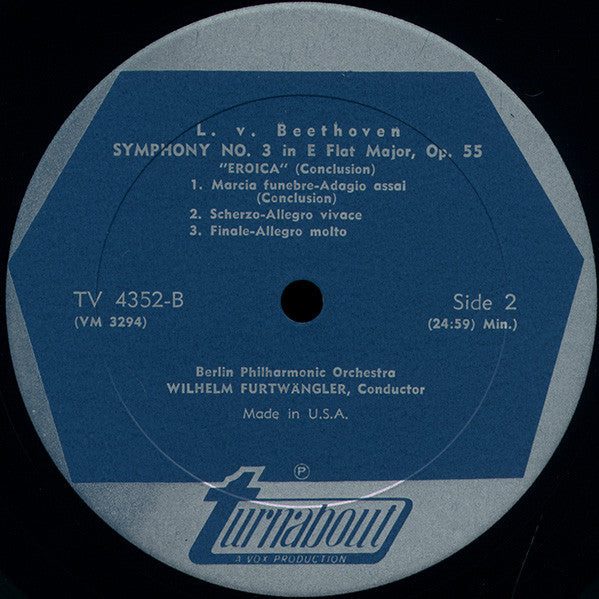 L. v. Beethoven
SYMPHONY NO. 3 in E Flat Major, Op. 55
"EROICA" (Conclusion)
1. Marcia funebre-Adagio assai
(Conclusion)
2. Scherzo-Allegro vivace
3. Finale-Allegro molto
TV 4352-B
Side 2
(VM 3294)
(24:59) Min.)
Berlin Philharmonic Orchestra
WILHELM FURTWÄNGLER, Conductor
Made in U.S.A.
℗
turnabout
A VOX PRODUCTION